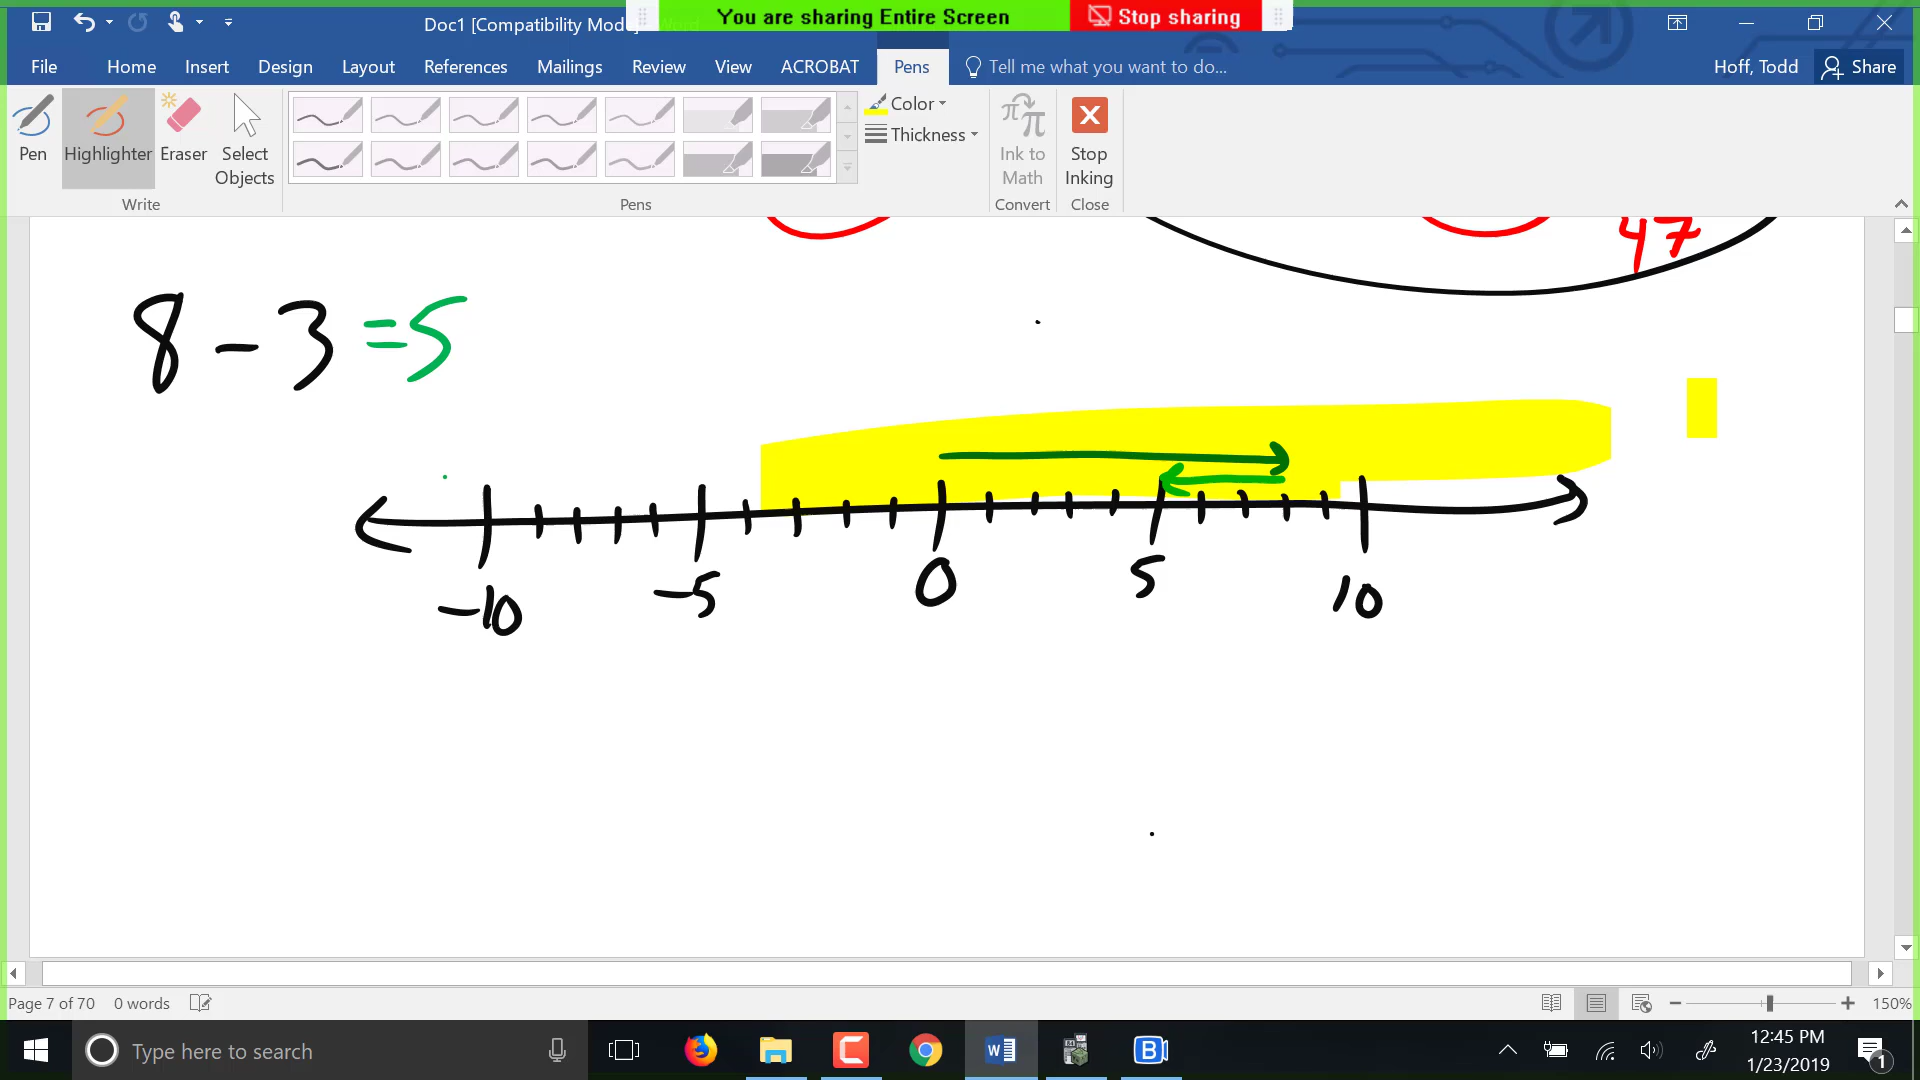 You are sharing Entire Screen Stop sharing
Doc1 [Compatibility Mod
File Home Insert Design Layout References Mailings Review View ACROBAT Pens Tell me what you want to do... Hoff, Todd Share
Pen Highlighter Eraser Select Objects
Color
Thickness
Ink to Math
Stop Inking
Write Pens Convert Close
47
8 - 3 = 5
-10 -5 0 5 10
Page 7 of 70 0 words 150%
Type here to search
12:45 PM
1/23/2019
1